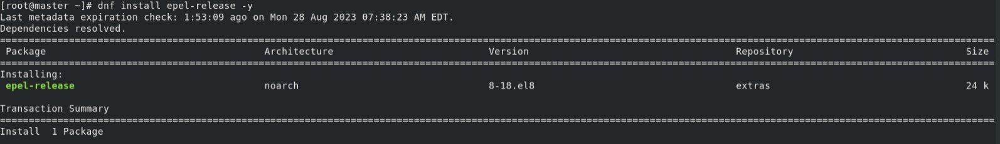 [root@master ~]# dnf install epel-release -y
Last metadata expiration check: 1:53:09 ago on Mon 28 Aug 2023 07:38:23 AM EDT.
Dependencies resolved.
================================================================================
 Package Architecture Version Repository Size
================================================================================
Installing:
 epel-release noarch 8-18.el8 extras 24 k
Transaction Summary
================================================================================
Install  1 Package